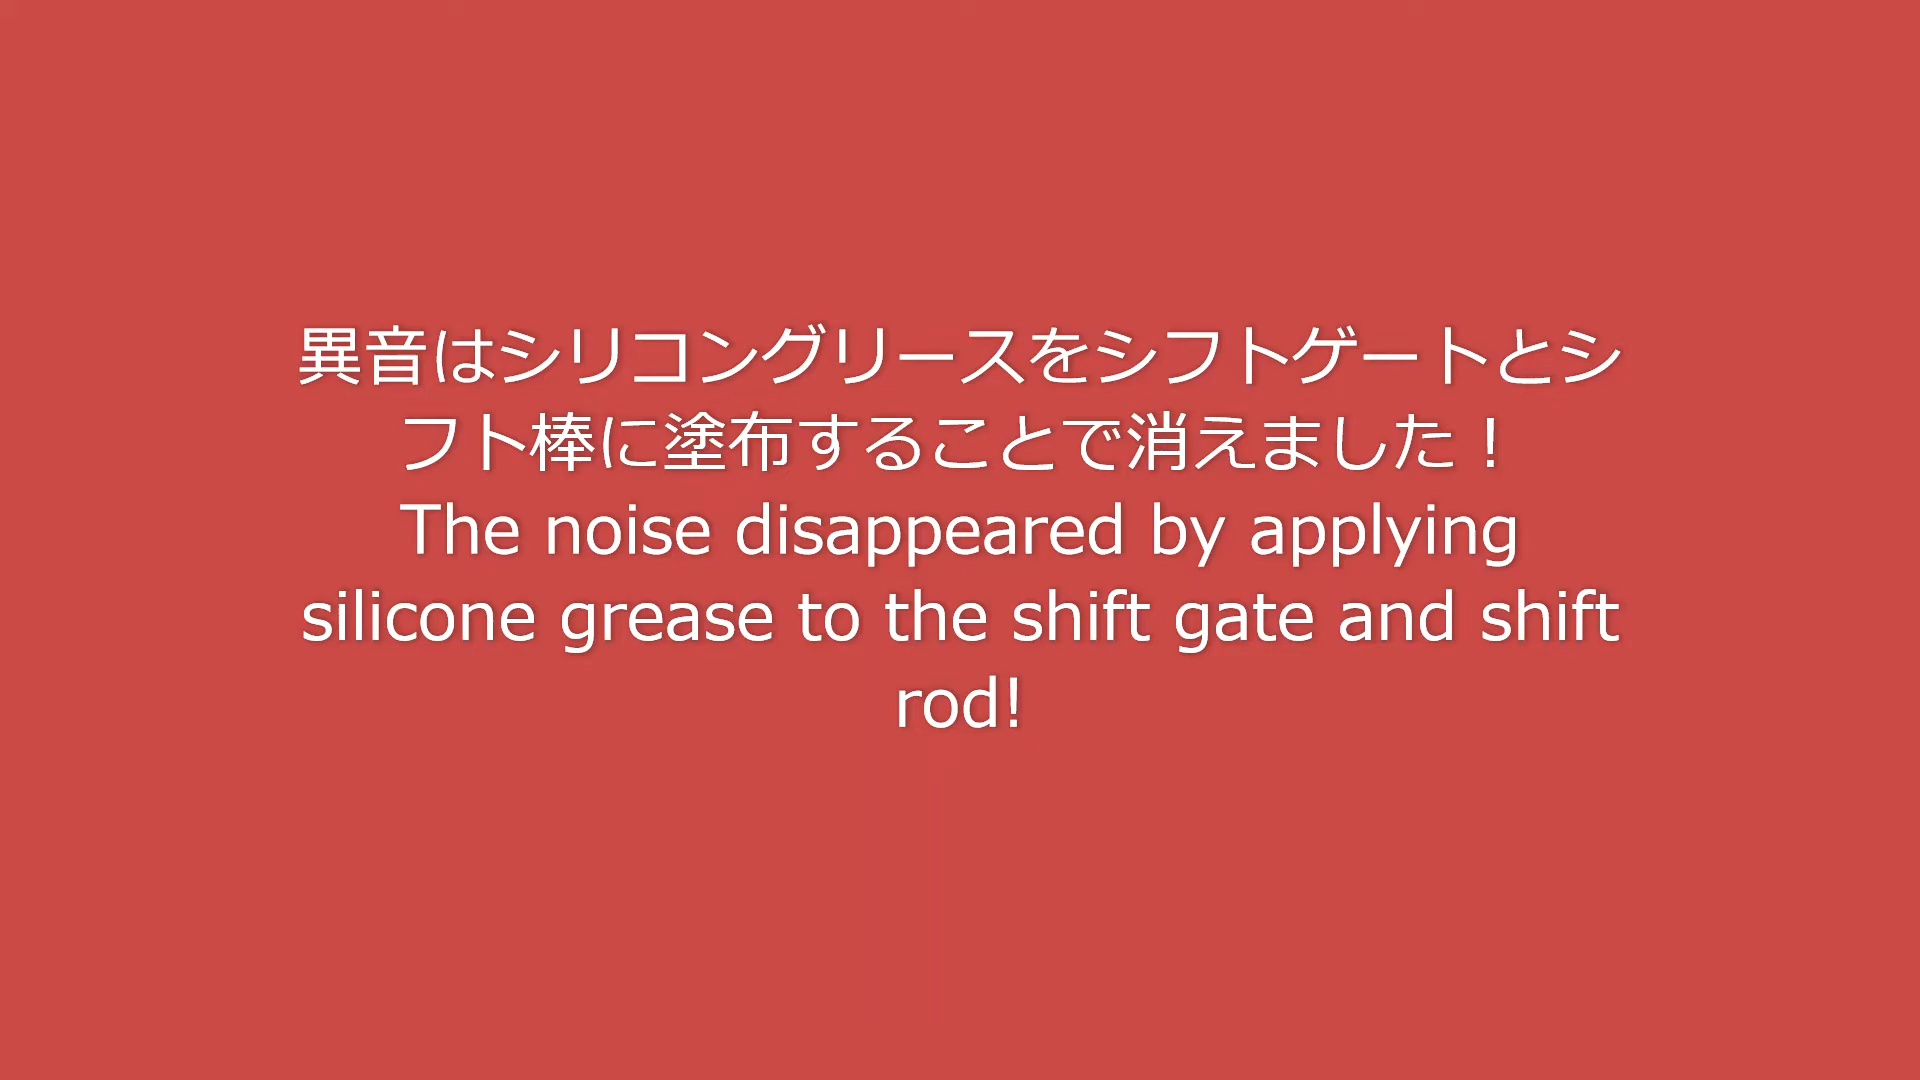 異音はシリコングリースをシフトゲートとシ
フト棒に塗布することで消えました！
The noise disappeared by applying
silicone grease to the shift gate and shift
rod!